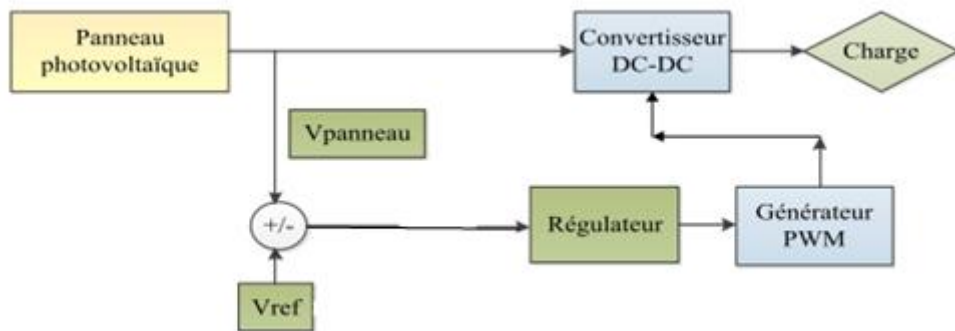 Panneau
photovoltaïque
Convertisseur
DC-DC
Charge
Vpanneau
+/-
Régulateur
Générateur
PWM
Vref